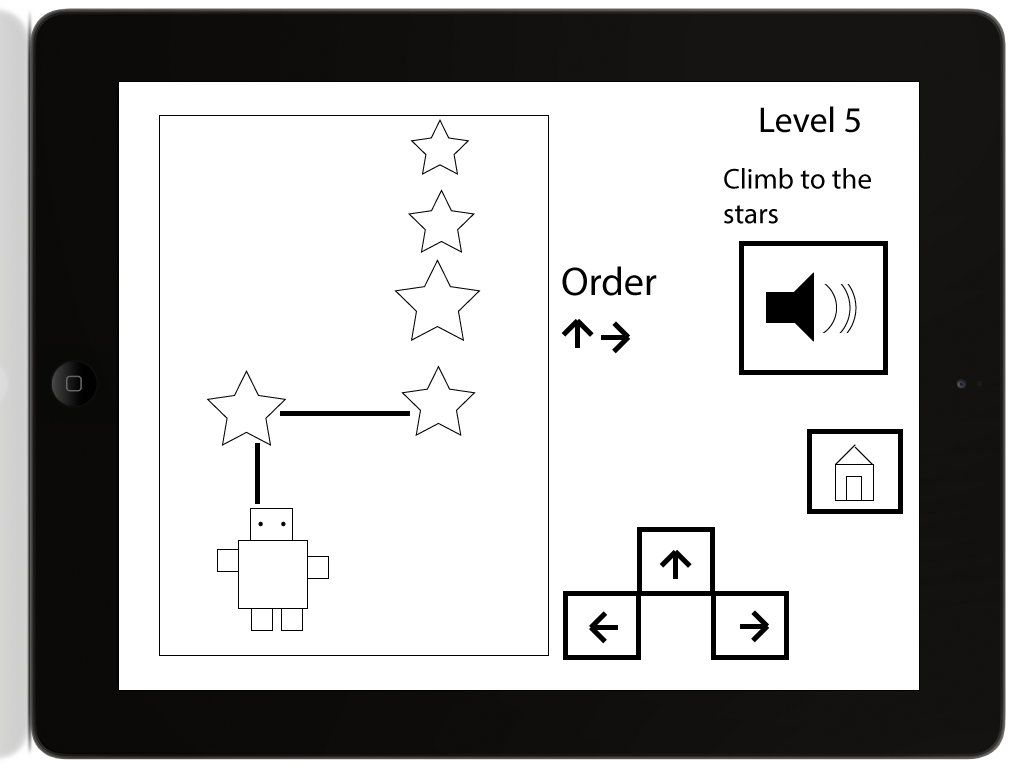 Level 5
Climb to the
stars
Order